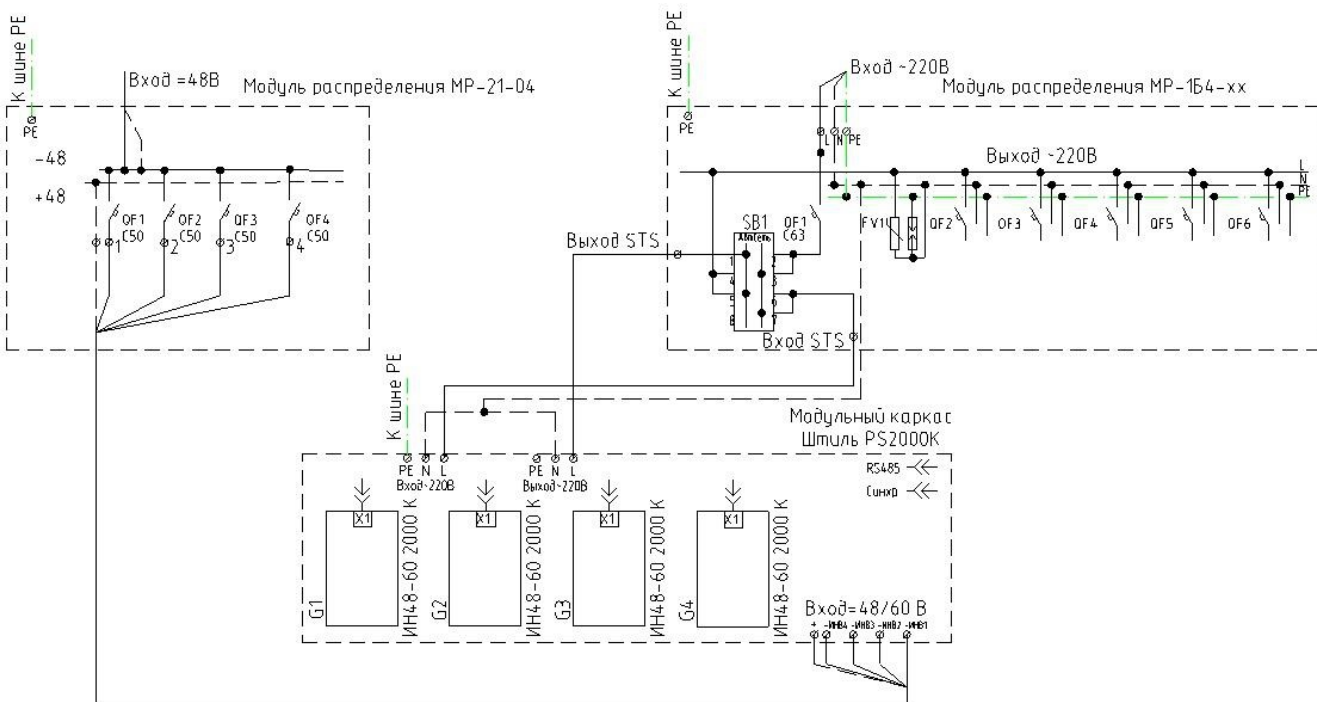 К шине PE
Вход =48В
Модуль распределения МР-21-04
PE
-48
+48
QF1
C50
QF2
C50
QF3
C50
QF4
C50
1
2
3
4
К шине PE
Вход ~220В
Модуль распределения МР-1Б4-хх
PE
L N PE
Выход ~220В
L
N
PE
SB1
QF1
C63
FV1
QF2
QF3
QF4
QF5
QF6
Выход STS
Вход STS
К шине PE
Модульный каркас
Штиль PS2000K
PE N L
Вход~220В
PE N L
Выход~220В
RS485
Синхр
X1
G1
ИН48-60 2000 К
X1
G2
ИН48-60 2000 К
X1
G3
ИН48-60 2000 К
X1
G4
ИН48-60 2000 К
Вход=48/60 В
+ -ИНВ4 -ИНВ3 -ИНВ2 -ИНВ1